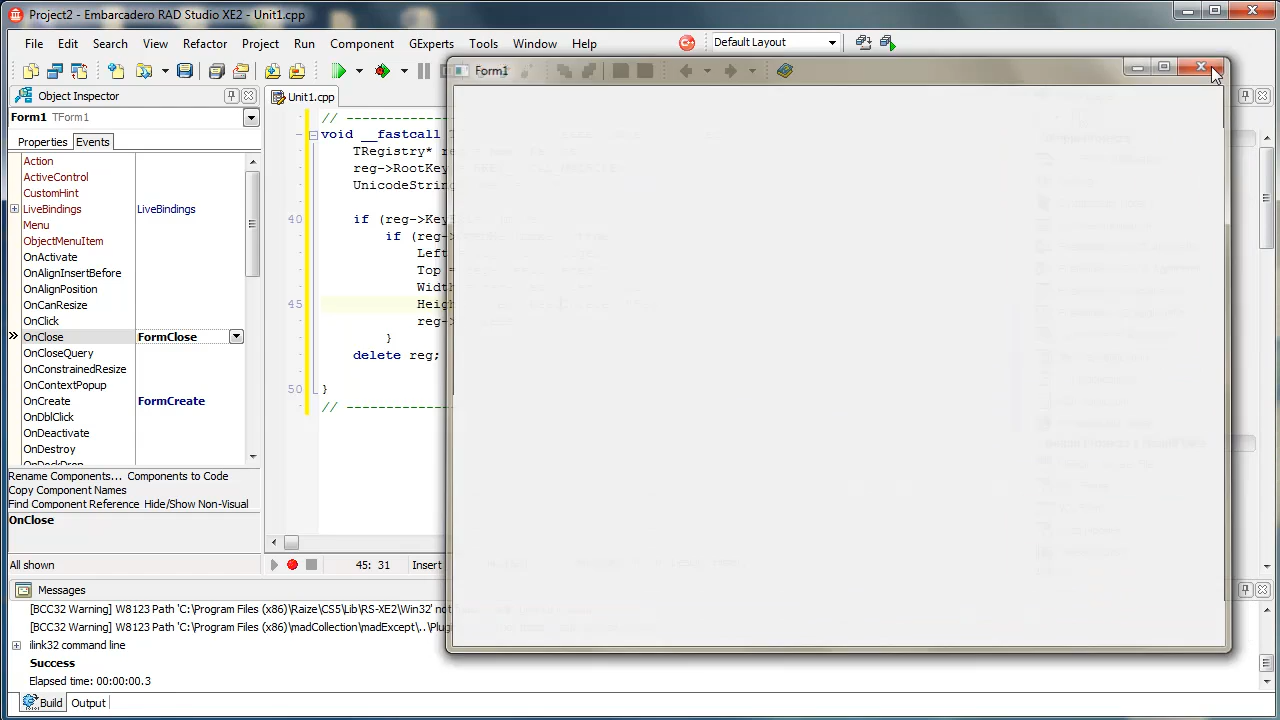 Project2 - Embarcadero RAD Studio XE2 - Unit1.cpp
File Edit Search View Refactor Project Run Component GExperts Tools Window Help
Default Layout
Object Inspector
Form1 TForm1
Properties Events
Action
ActiveControl
CustomHint
LiveBindings LiveBindings
Menu
ObjectMenuItem
OnActivate
OnAlignInsertBefore
OnAlignPosition
OnCanResize
OnClick
OnClose FormClose
OnCloseQuery
OnConstrainedResize
OnContextPopup
OnCreate FormCreate
OnDblClick
OnDeactivate
OnDestroy
OnDockDrop
Rename Components... Components to Code
Copy Component Names
Find Component Reference Hide/Show Non-Visual
OnClose
All shown
Unit1.cpp
// -------------
void __fastcall T
TRegistry* reg
reg->RootKey
UnicodeString
40 if (reg->Key
if (reg->
Left
Top =
Width
45 Heigh
reg->
}
delete reg;
50 }
// -------------
45: 31 Insert
Form1
Messages
[BCC32 Warning] W8123 Path 'C:\Program Files (x86)\Raize\CS5\Lib\RS-XE2\Win32' not
[BCC32 Warning] W8123 Path 'C:\Program Files (x86)\madCollection\madExcept\..\Plug
ilink32 command line
Success
Elapsed time: 00:00:00.3
Build Output